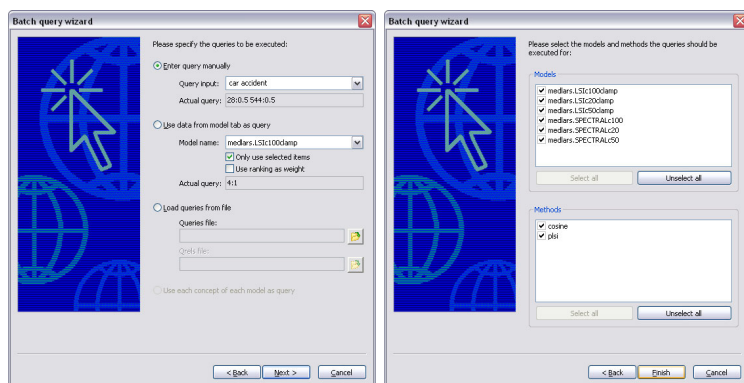 Batch query wizard
Please specify the queries to be executed:
Enter query manually
Query input: car accident
Actual query: 28:0.5 544:0.5
Use data from model tab as query
Model name: medlars.LSIc100clamp
Only use selected items
Use ranking as weight
Actual query: 4:1
Load queries from file
Queries file:
Qrels file:
Use each concept of each model as query
< Back Next > Cancel
Batch query wizard
Please select the models and methods the queries should be
executed for:
Models
medlars.LSIc100clamp
medlars.LSIc20clamp
medlars.LSIc50clamp
medlars.SPECTRALc100
medlars.SPECTRALc20
medlars.SPECTRALc50
Select all Unselect all
Methods
cosine
plsi
Select all Unselect all
< Back Finish Cancel